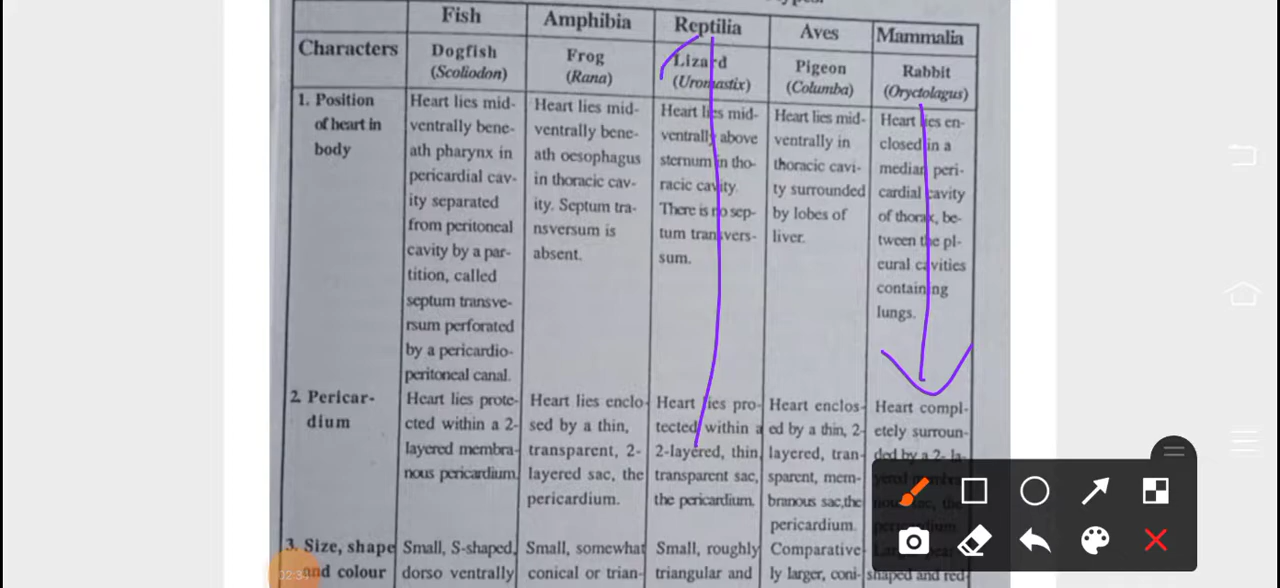 Fish Amphibia Reptilia Aves Mammalia
Characters Dogfish Frog Lizard Pigeon Rabbit
(Scoliodon) (Rana) (Uromastix) (Columba) (Oryctolagus)
1. Position of heart in body
Heart lies mid-
ventrally bene-
ath pharynx in
pericardial cav-
ity separated
from peritoneal
cavity by a par-
tition, called
septum transve-
rsum perforated
by a pericardio-
peritoneal canal.
Heart lies mid-
ventrally bene-
ath oesophagus
in thoracic cav-
ity. Septum tra-
nsversum is
absent.
Heart lies mid-
ventrally above
sternum in tho-
racic cavity.
There is no sep-
tum transvers-
sum.
Heart lies mid-
ventrally in
thoracic cavi-
ty surrounded
by lobes of
liver.
Heart lies en-
closed in a
median peri-
cardial cavity
of thorax, be-
tween the pl-
eural cavities
containing
lungs.
2. Pericar-
dium
Heart lies prote-
cted within a 2-
layered membra-
nous pericardium.
Heart lies enclo-
sed by a thin,
transparent, 2-
layered sac, the
pericardium.
Heart lies pro-
tected within a
2-layered, thin,
transparent sac,
the pericardium.
Heart enclos-
ed by a thin, 2-
layered, tran-
sparent, mem-
branous sac,the
pericardium.
Heart compl-
etely surroun-
ded by a 2- la-
3. Size, shape
and colour
Small, S-shaped,
dorso ventrally
Small, somewhat
conical or trian-
Small, roughly
triangular and
Comparative-
ly larger, coni-
shaped and red-